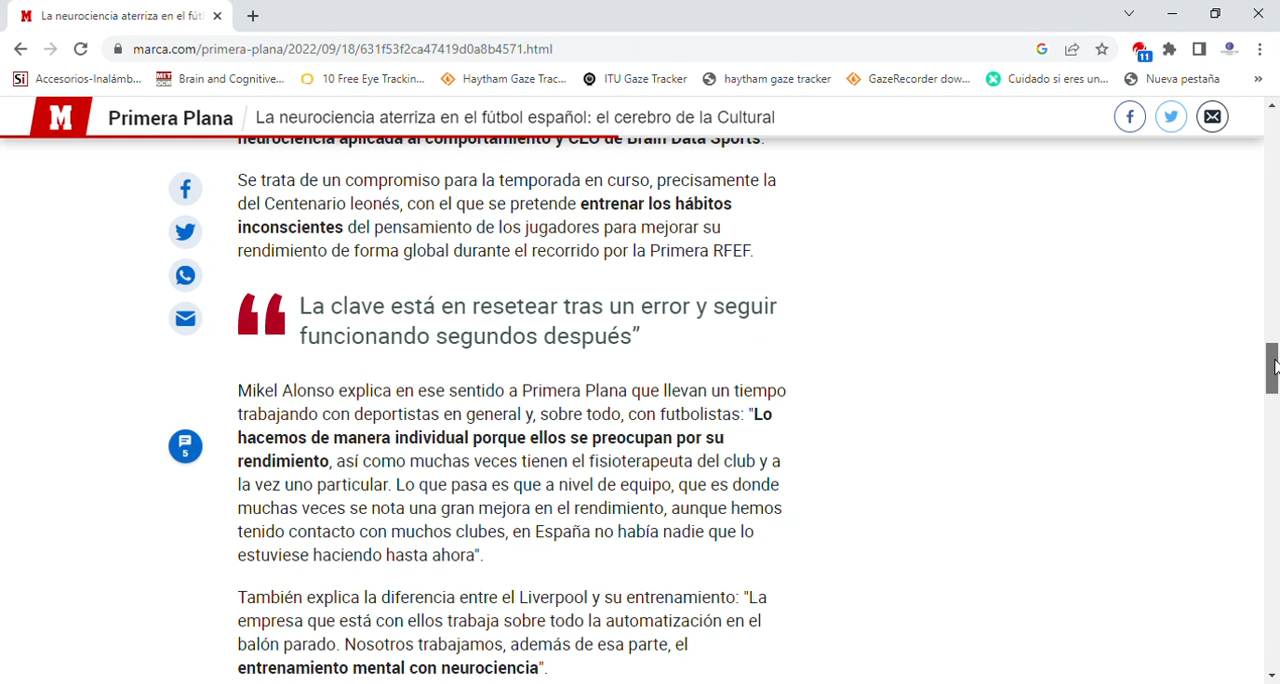 La neurociencia aterriza en el fút
marca.com/primera-plana/2022/09/18/631f53f2ca47419d0a8b4571.html
11
Accesorios-Inalámb...
Brain and Cognitive...
10 Free Eye Trackin...
Haytham Gaze Trac...
ITU Gaze Tracker
haytham gaze tracker
GazeRecorder dow...
Cuidado si eres un...
Nueva pestaña
Primera Plana
La neurociencia aterriza en el fútbol español: el cerebro de la Cultural
neurociencia aplicada al comportamiento y CEO de Brain Data Sports.
Se trata de un compromiso para la temporada en curso, precisamente la
del Centenario leonés, con el que se pretende entrenar los hábitos
inconscientes del pensamiento de los jugadores para mejorar su
rendimiento de forma global durante el recorrido por la Primera RFEF.
La clave está en resetear tras un error y seguir
funcionando segundos después”
Mikel Alonso explica en ese sentido a Primera Plana que llevan un tiempo
trabajando con deportistas en general y, sobre todo, con futbolistas: "Lo
hacemos de manera individual porque ellos se preocupan por su
rendimiento, así como muchas veces tienen el fisioterapeuta del club y a
la vez uno particular. Lo que pasa es que a nivel de equipo, que es donde
muchas veces se nota una gran mejora en el rendimiento, aunque hemos
tenido contacto con muchos clubes, en España no había nadie que lo
estuviese haciendo hasta ahora".
5
También explica la diferencia entre el Liverpool y su entrenamiento: "La
empresa que está con ellos trabaja sobre todo la automatización en el
balón parado. Nosotros trabajamos, además de esa parte, el
entrenamiento mental con neurociencia".